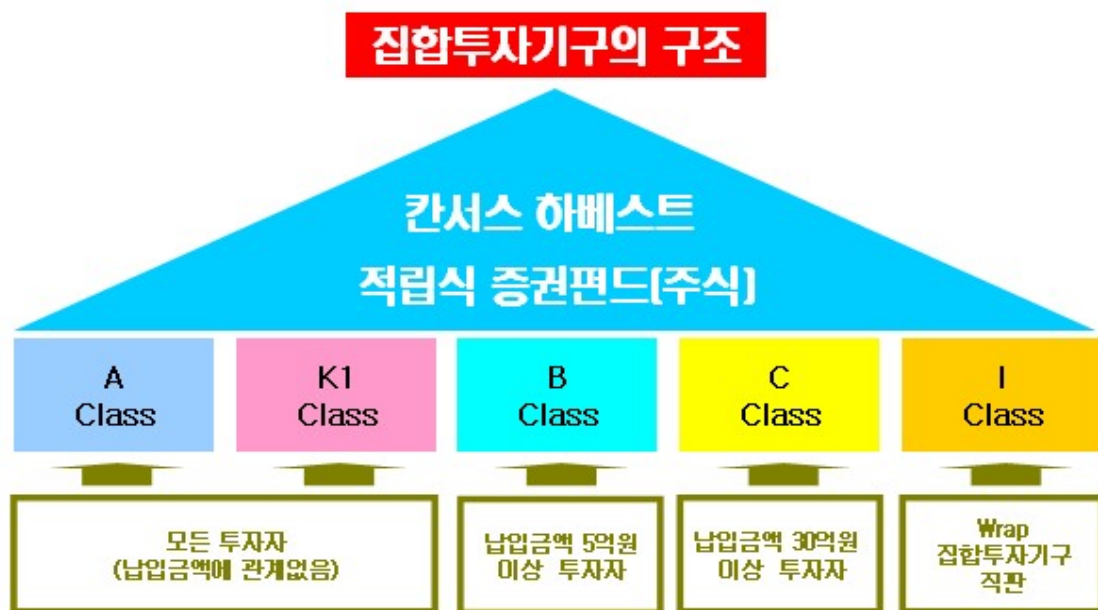 집합투자기구의 구조
칸서스 하베스트
적립식 증권펀드(주식)
A
Class
K1
Class
B
Class
C
Class
I
Class
모든 투자자
(납입금액에 관계없음)
납입금액 5억원
이상 투자자
납입금액 30억원
이상 투자자
Wrap
집합투자기구
직판